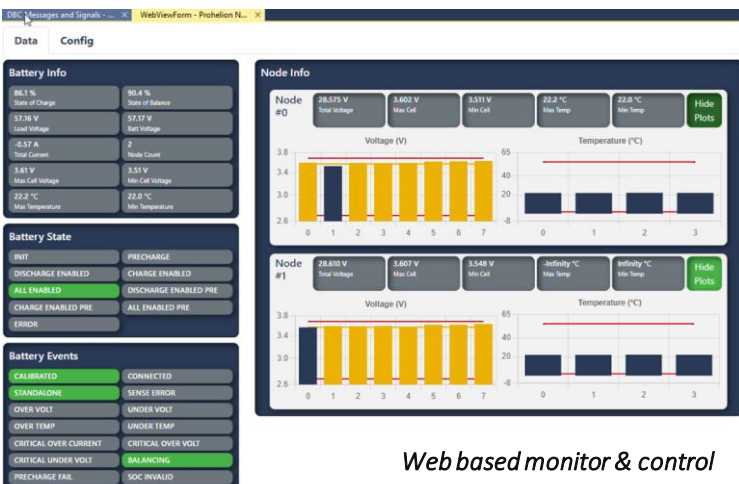 DBC Messages and Signals - ...
WebViewForm - Prohelion N...
Data
Config
Battery Info
86.1 %
State of Charge
90.4 %
State of Balance
57.16 V
Load Voltage
57.17 V
Batt Voltage
-0.57 A
Total Current
2
Node Count
3.61 V
Max Cell Voltage
3.51 V
Min Cell Voltage
22.2 °C
Max Temperature
22.0 °C
Min Temperature
Battery State
INIT
PRECHARGE
DISCHARGE ENABLED
CHARGE ENABLED
ALL ENABLED
DISCHARGE ENABLED PRE
CHARGE ENABLED PRE
ALL ENABLED PRE
ERROR
Battery Events
CALIBRATED
CONNECTED
STANDALONE
SENSE ERROR
OVER VOLT
UNDER VOLT
OVER TEMP
UNDER TEMP
CRITICAL OVER CURRENT
CRITICAL OVER VOLT
CRITICAL UNDER VOLT
BALANCING
PRECHARGE FAIL
SOC INVALID
Node Info
Node
#0
28.575 V
Total Voltage
3.602 V
Max Cell
3.511 V
Min Cell
22.2 °C
Max Temp
22.0 °C
Min Temp
Hide
Plots
Voltage (V)
3.8
3.4
3.0
2.6
0 1 2 3 4 5 6 7
Temperature (°C)
65
40
20
-8
0 1 2 3
Node
#1
28.610 V
Total Voltage
3.607 V
Max Cell
3.548 V
Min Cell
-Infinity °C
Max Temp
Infinity °C
Min Temp
Hide
Plots
Voltage (V)
3.8
3.4
3.0
2.6
0 1 2 3 4 5 6 7
Temperature (°C)
65
40
20
-8
0 1 2 3
Web based monitor & control